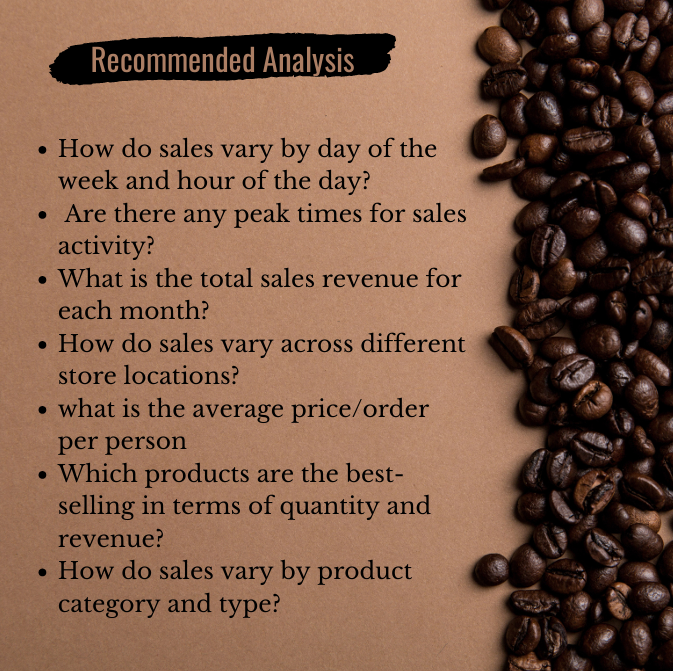 Recommended Analysis
• How do sales vary by day of the
week and hour of the day?
• Are there any peak times for sales
activity?
• What is the total sales revenue for
each month?
• How do sales vary across different
store locations?
• what is the average price/order
per person
• Which products are the best-
selling in terms of quantity and
revenue?
• How do sales vary by product
category and type?